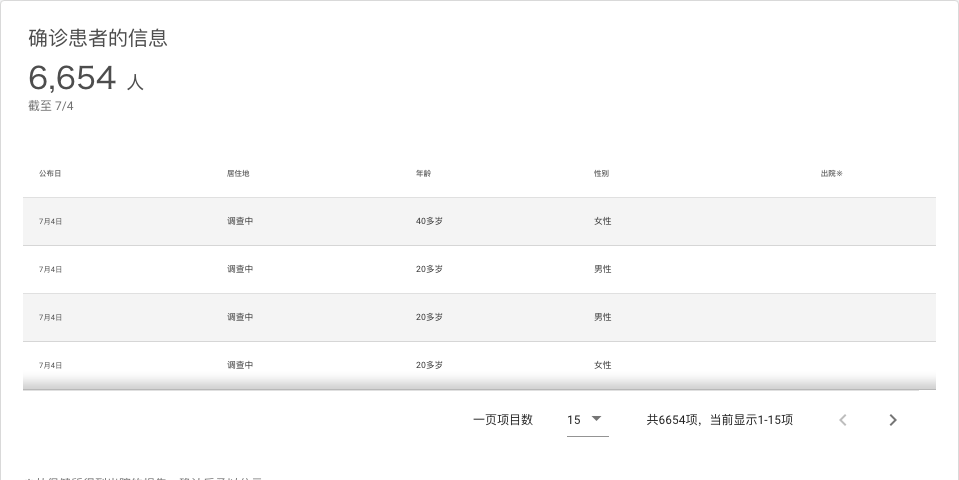 确诊患者的信息
6,654 人
截至 7/4
公布日 居住地 年龄 性别 出院※
7月4日 调查中 40多岁 女性
7月4日 调查中 20多岁 男性
7月4日 调查中 20多岁 男性
7月4日 调查中 20多岁 女性
一页项目数 15 共6654项，当前显示1-15项